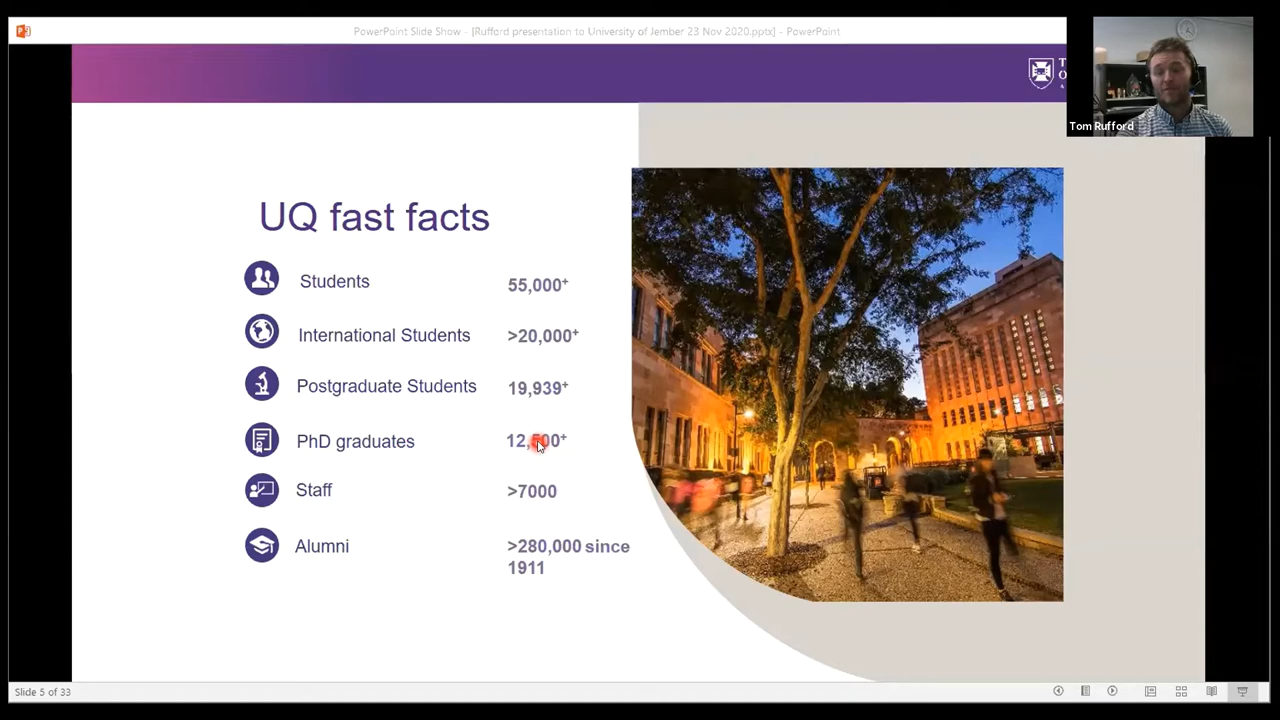 PowerPoint Slide Show - [Rufford presentation to University of Jember 23 Nov 2020.pptx] - PowerPoint
Tom Rufford
UQ fast facts
Students 55,000+
International Students >20,000+
Postgraduate Students 19,939+
PhD graduates 12,500+
Staff >7000
Alumni >280,000 since
1911
Slide 5 of 33